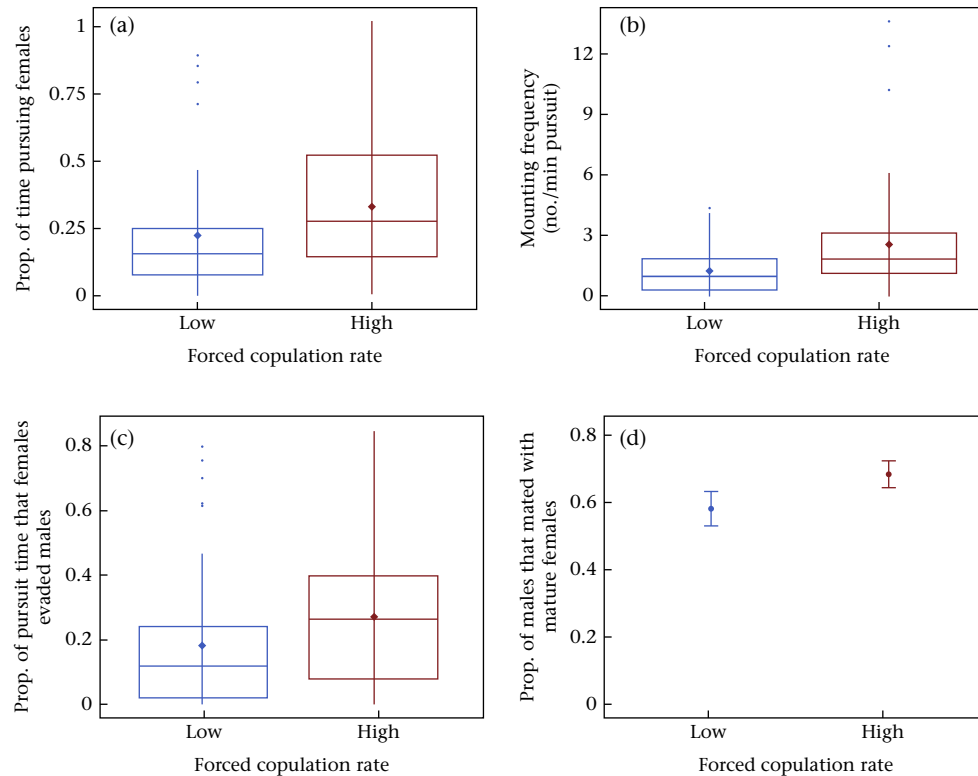 (a)
Prop. of time pursuing females
1
0.75
0.5
0.25
0
Low
High
Forced copulation rate
(b)
Mounting frequency
(no./min pursuit)
12
9
6
3
0
Low
High
Forced copulation rate
(c)
Prop. of pursuit time that females
evaded males
0.8
0.6
0.4
0.2
0
Low
High
Forced copulation rate
(d)
Prop. of males that mated with
mature females
0.8
0.6
0.4
0.2
0
Low
High
Forced copulation rate